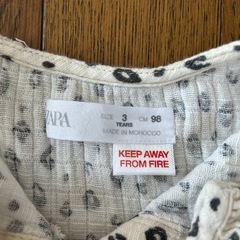 ZARA
SIZE 3 YEARS CM 98
MADE IN MOROCCO
KEEP AWAY
FROM FIRE